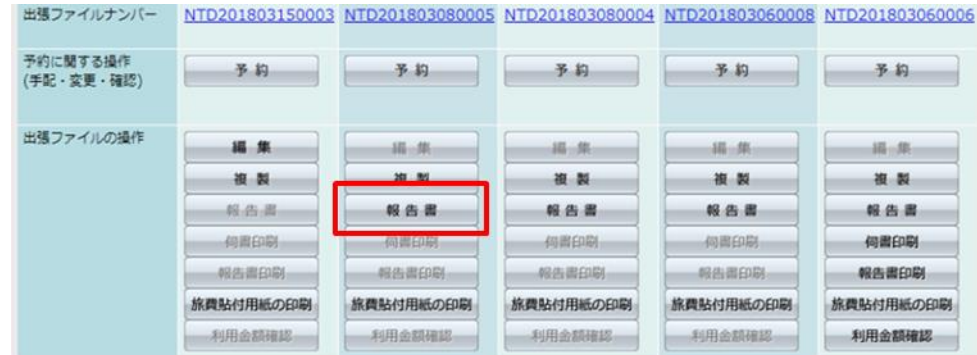 出張ファイルナンバー NTD201803150003 NTD201803080005 NTD201803080004 NTD201803060008 NTD201803060006
予約に関する操作
(手配・変更・確認) 予 約 予 約 予 約 予 約 予 約
出張ファイルの操作
編 集 編 集 編 集 編 集 編 集
複 製 複 製 複 製 複 製 複 製
報 告 書 報 告 書 報 告 書 報 告 書 報 告 書
伺書印刷 伺書印刷 伺書印刷 伺書印刷 伺書印刷
報告書印刷 報告書印刷 報告書印刷 報告書印刷 報告書印刷
旅費貼付用紙の印刷 旅費貼付用紙の印刷 旅費貼付用紙の印刷 旅費貼付用紙の印刷 旅費貼付用紙の印刷
利用金額確認 利用金額確認 利用金額確認 利用金額確認 利用金額確認